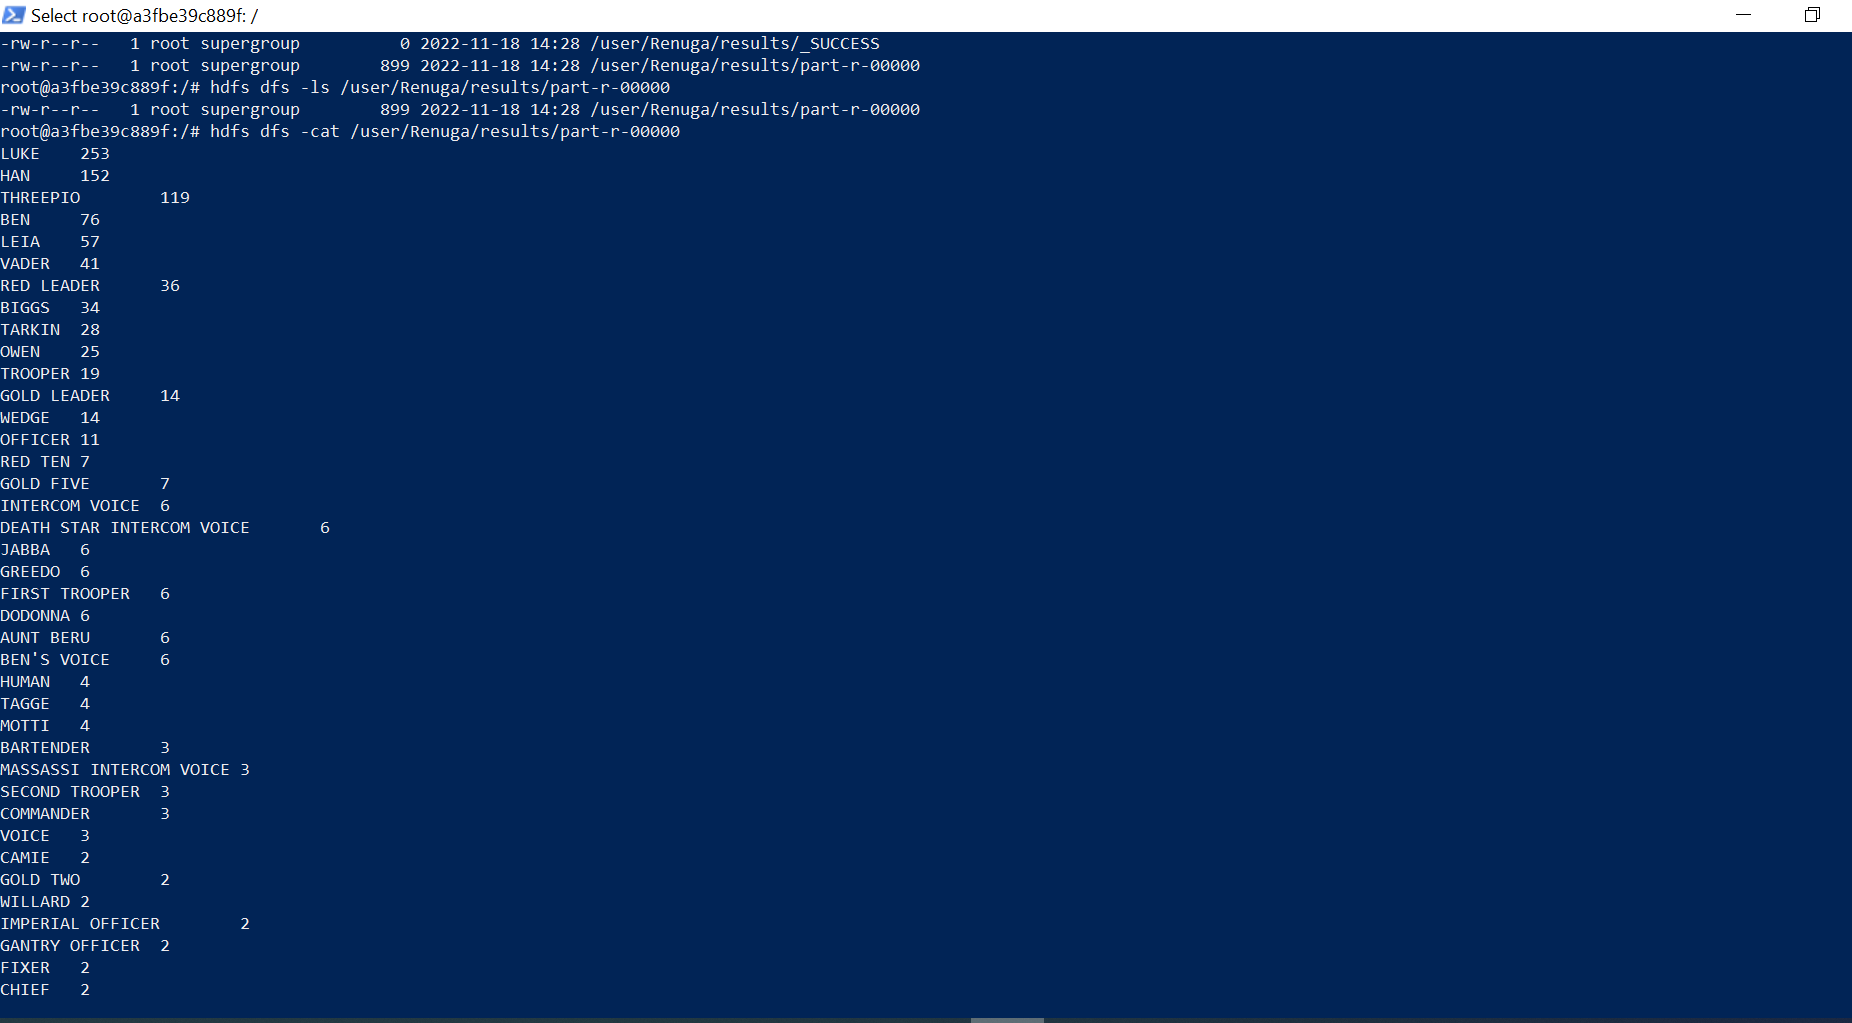 Select root@a3fbe39c889f: /
-rw-r--r--   1 root supergroup          0 2022-11-18 14:28 /user/Renuga/results/_SUCCESS
-rw-r--r--   1 root supergroup        899 2022-11-18 14:28 /user/Renuga/results/part-r-00000
root@a3fbe39c889f:/# hdfs dfs -ls /user/Renuga/results/part-r-00000
-rw-r--r--   1 root supergroup        899 2022-11-18 14:28 /user/Renuga/results/part-r-00000
root@a3fbe39c889f:/# hdfs dfs -cat /user/Renuga/results/part-r-00000
LUKE    253
HAN     152
THREEPIO        119
BEN     76
LEIA    57
VADER   41
RED LEADER      36
BIGGS   34
TARKIN  28
OWEN    25
TROOPER 19
GOLD LEADER     14
WEDGE   14
OFFICER 11
RED TEN 7
GOLD FIVE       7
INTERCOM VOICE  6
DEATH STAR INTERCOM VOICE       6
JABBA   6
GREEDO  6
FIRST TROOPER   6
DODONNA 6
AUNT BERU       6
BEN'S VOICE     6
HUMAN   4
TAGGE   4
MOTTI   4
BARTENDER       3
MASSASSI INTERCOM VOICE 3
SECOND TROOPER  3
COMMANDER       3
VOICE   3
CAMIE   2
GOLD TWO        2
WILLARD 2
IMPERIAL OFFICER        2
GANTRY OFFICER  2
FIXER   2
CHIEF   2